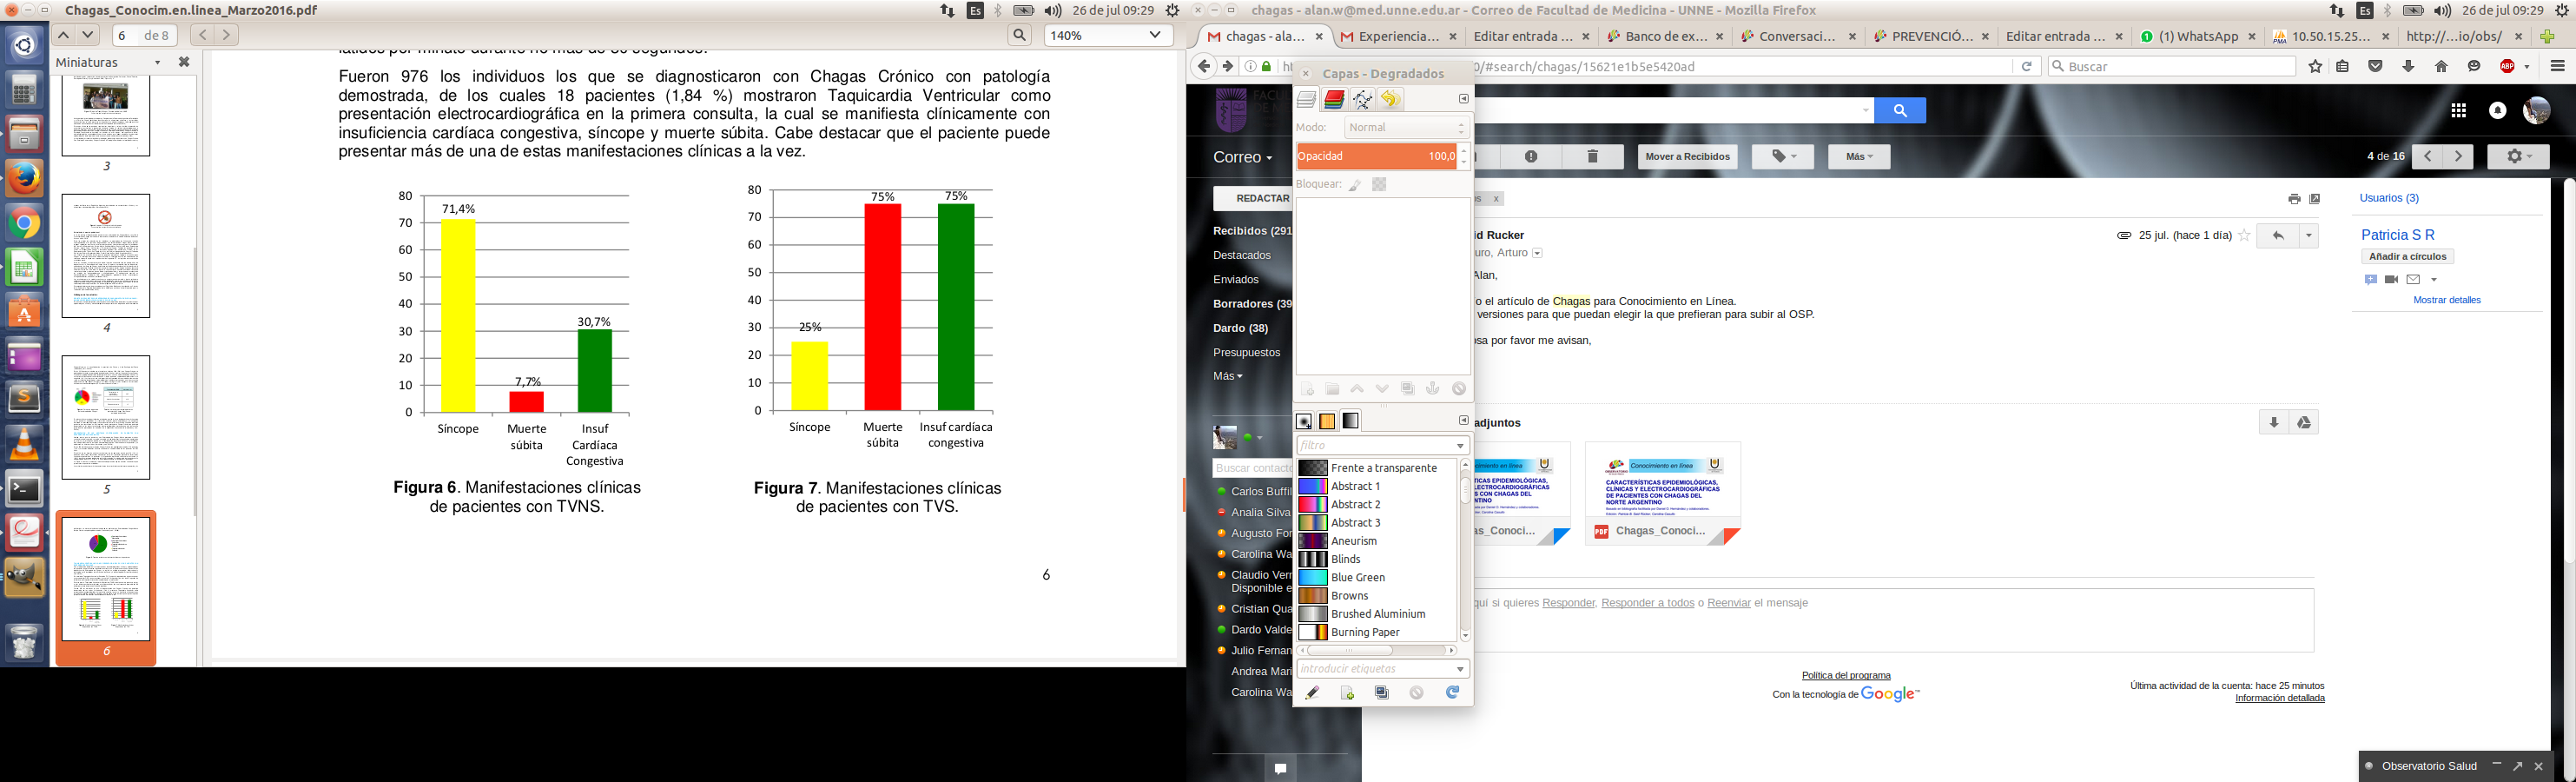 Chagas_Conocim.en.linea_Marzo2016.pdf
Es
26 de jul 09:29
6
de 8
140%
Miniaturas
3
4
5
6
Fueron 976 los individuos los que se diagnosticaron con Chagas Crónico con patología
demostrada, de los cuales 18 pacientes (1,84 %) mostraron Taquicardia Ventricular como
presentación electrocardiográfica en la primera consulta, la cual se manifiesta clínicamente con
insuficiencia cardíaca congestiva, síncope y muerte súbita. Cabe destacar que el paciente puede
presentar más de una de estas manifestaciones clínicas a la vez.
80
70
60
50
40
30
20
10
0
71,4%
7,7%
30,7%
Síncope
Muerte
súbita
Insuf
Cardíaca
Congestiva
Figura 6. Manifestaciones clínicas
de pacientes con TVNS.
80
70
60
50
40
30
20
10
0
25%
75%
75%
Síncope
Muerte
súbita
Insuf cardíaca
congestiva
Figura 7. Manifestaciones clínicas
de pacientes con TVS.
6
chagas - alan.w@med.unne.edu.ar - Correo de Facultad de Medicina - UNNE - Mozilla Firefox
Es
26 de jul 09:29
chagas - ala...
Experiencia...
Editar entrada ...
Banco de ex...
Conversaci...
PREVENCIÓ...
Editar entrada ...
(1) WhatsApp
10.50.15.25...
http://...io/obs/
0/#search/chagas/15621e1b5e5420ad
Buscar
ABP
Capas - Degradados
Modo:
Normal
Opacidad
100,0
Bloquear:
filtro
Frente a transparente
Abstract 1
Abstract 2
Abstract 3
Aneurism
Blinds
Blue Green
Browns
Brushed Aluminium
Burning Paper
introducir etiquetas
Correo
REDACTAR
Recibidos (291
Destacados
Enviados
Borradores (39
Dardo (38)
Presupuestos
Más
Buscar contact
Carlos Buffil
Analia Silva
Augusto For
Carolina Wa
Claudio Verr
Disponible e
Cristian Qua
Dardo Valde
Julio Fernan
Andrea Mari
Carolina Wa
Mover a Recibidos
Más
4 de 16
id Rucker
uro, Arturo
25 jul. (hace 1 día)
Alan,
o el artículo de Chagas para Conocimiento en Línea.
versiones para que puedan elegir la que prefieran para subir al OSP.
osa por favor me avisan,
adjuntos
Conocimiento en línea
CARACTERÍSTICAS EPIDEMIOLÓGICAS,
CLÍNICAS Y ELECTROCARDIOGRÁFICAS
DE PACIENTES CON CHAGAS DEL
NORTE ARGENTINO
as_Conoci...
PDF
Chagas_Conoci...
quí si quieres Responder, Responder a todos o Reenviar el mensaje
Política del programa
Con la tecnología de Google™
Última actividad de la cuenta: hace 25 minutos
Información detallada
Usuarios (3)
Patricia S R
Añadir a círculos
Mostrar detalles
Observatorio Salud